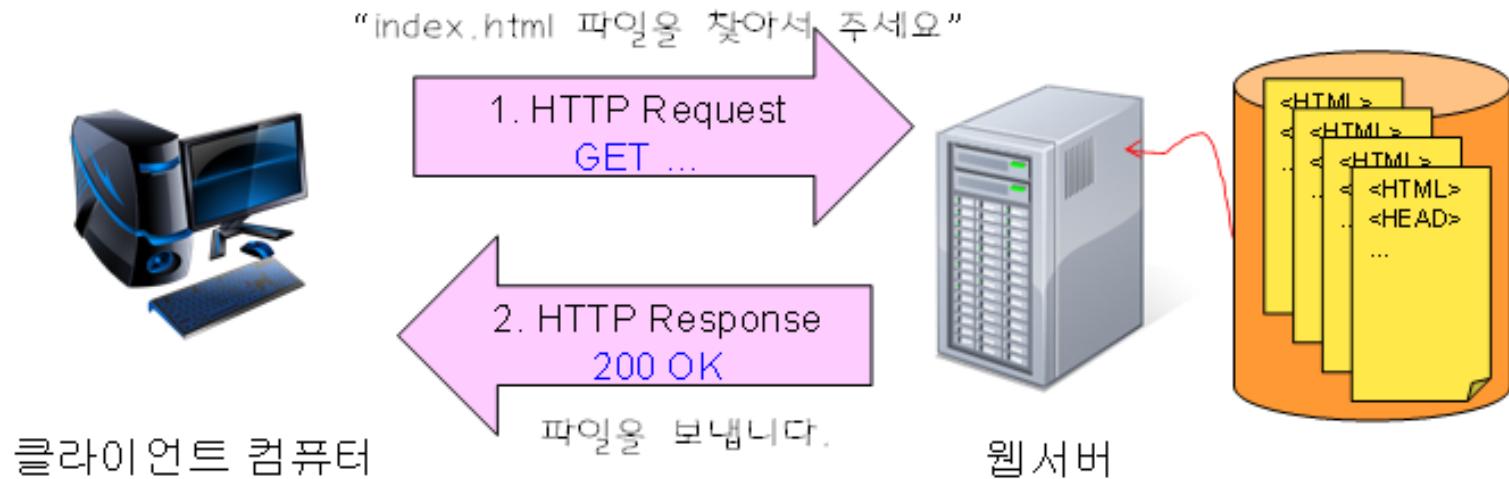 “index.html 파일을 찾아서 주세요”
1. HTTP Request
GET ...
2. HTTP Response
200 OK
파일을 보냅니다.
클라이언트 컴퓨터
웹서버
<HTML>
<HTML>
<HTML>
<HTML>
<HEAD>
...